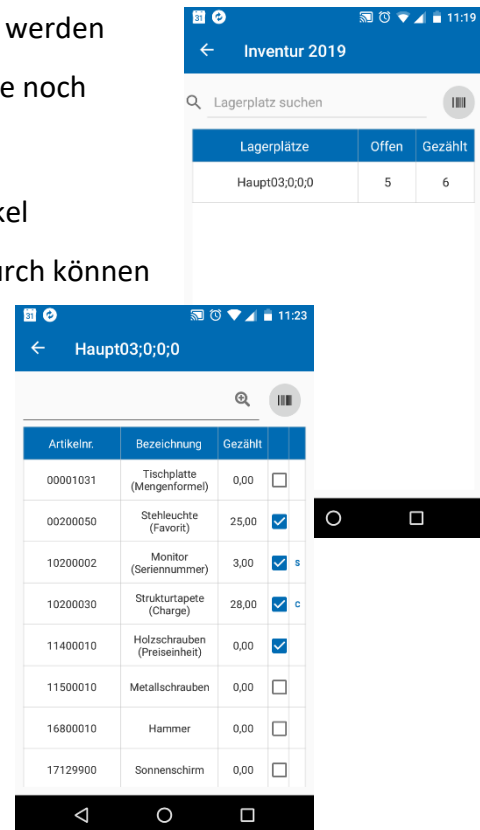 werden
e noch
kel
urch können
31 11:19
Inventur 2019
Lagerplatz suchen
Lagerplätze Offen Gezählt
Haupt03;0;0;0 5 6
31 11:23
Haupt03;0;0;0
Artikelnr. Bezeichnung Gezählt
00001031 Tischplatte (Mengenformel) 0,00
00200050 Stehleuchte (Favorit) 25,00
10200002 Monitor (Seriennummer) 3,00 S
10200030 Strukturtapete (Charge) 28,00 C
11400010 Holzschrauben (Preiseinheit) 0,00
11500010 Metallschrauben 0,00
16800010 Hammer 0,00
17129900 Sonnenschirm 0,00